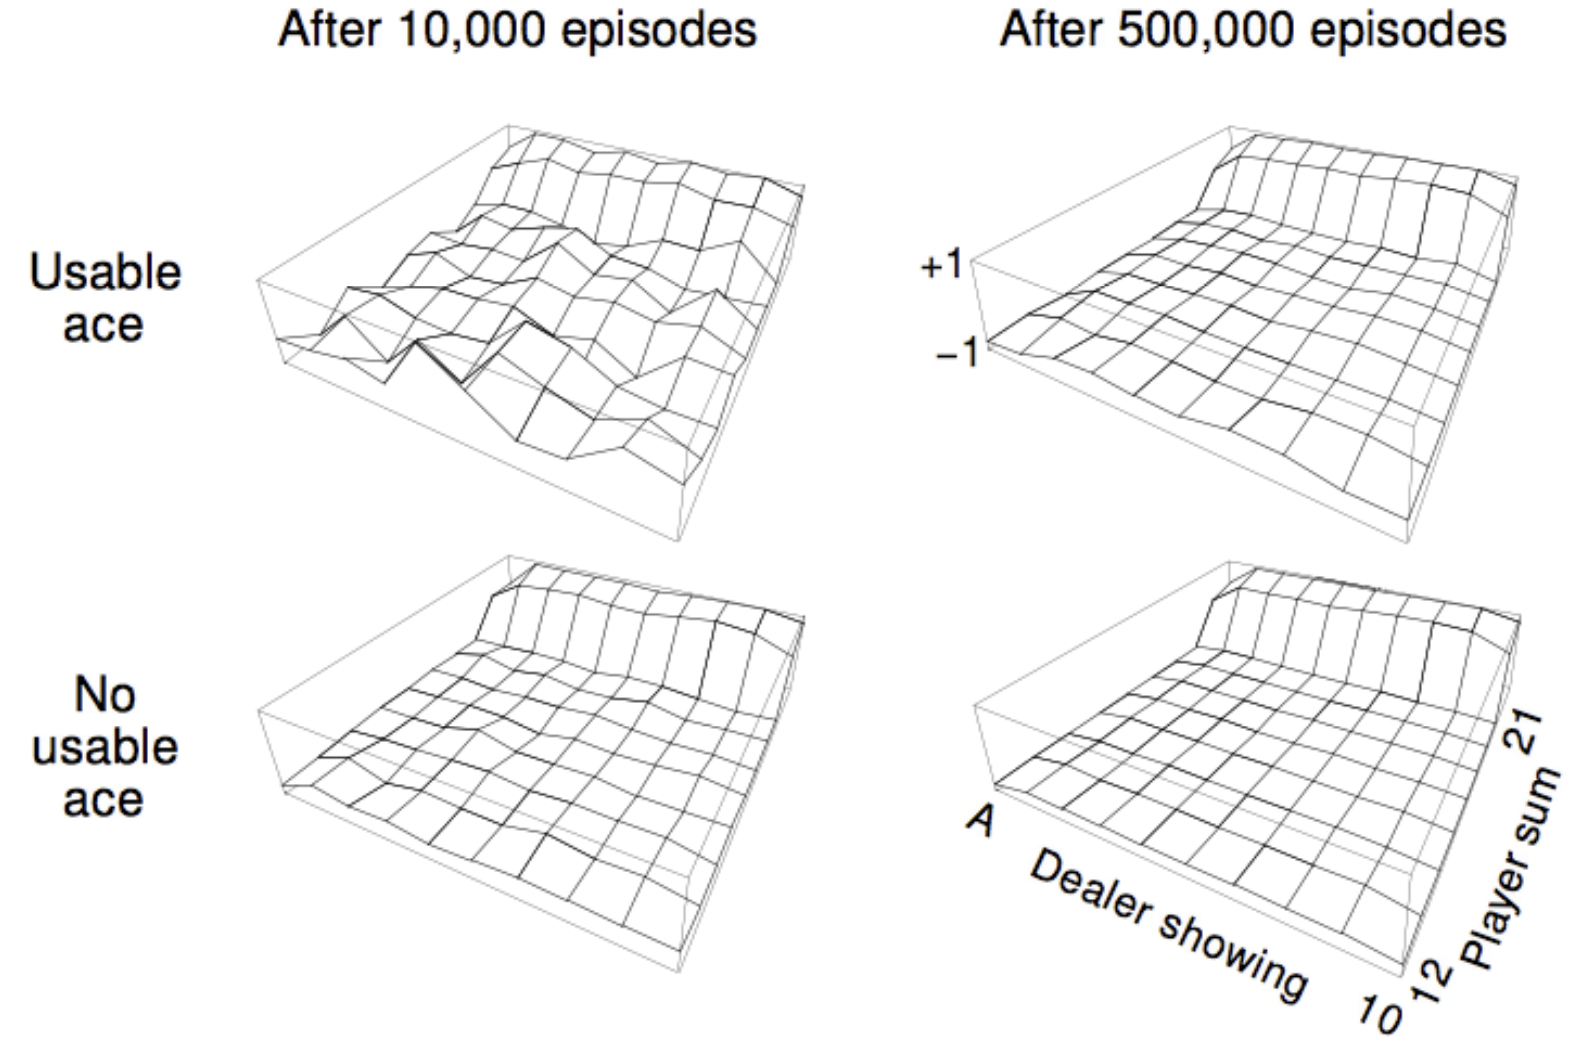 After 10,000 episodes
After 500,000 episodes
Usable
ace
+1
−1
No
usable
ace
A
Dealer showing
10
12
Player sum
21